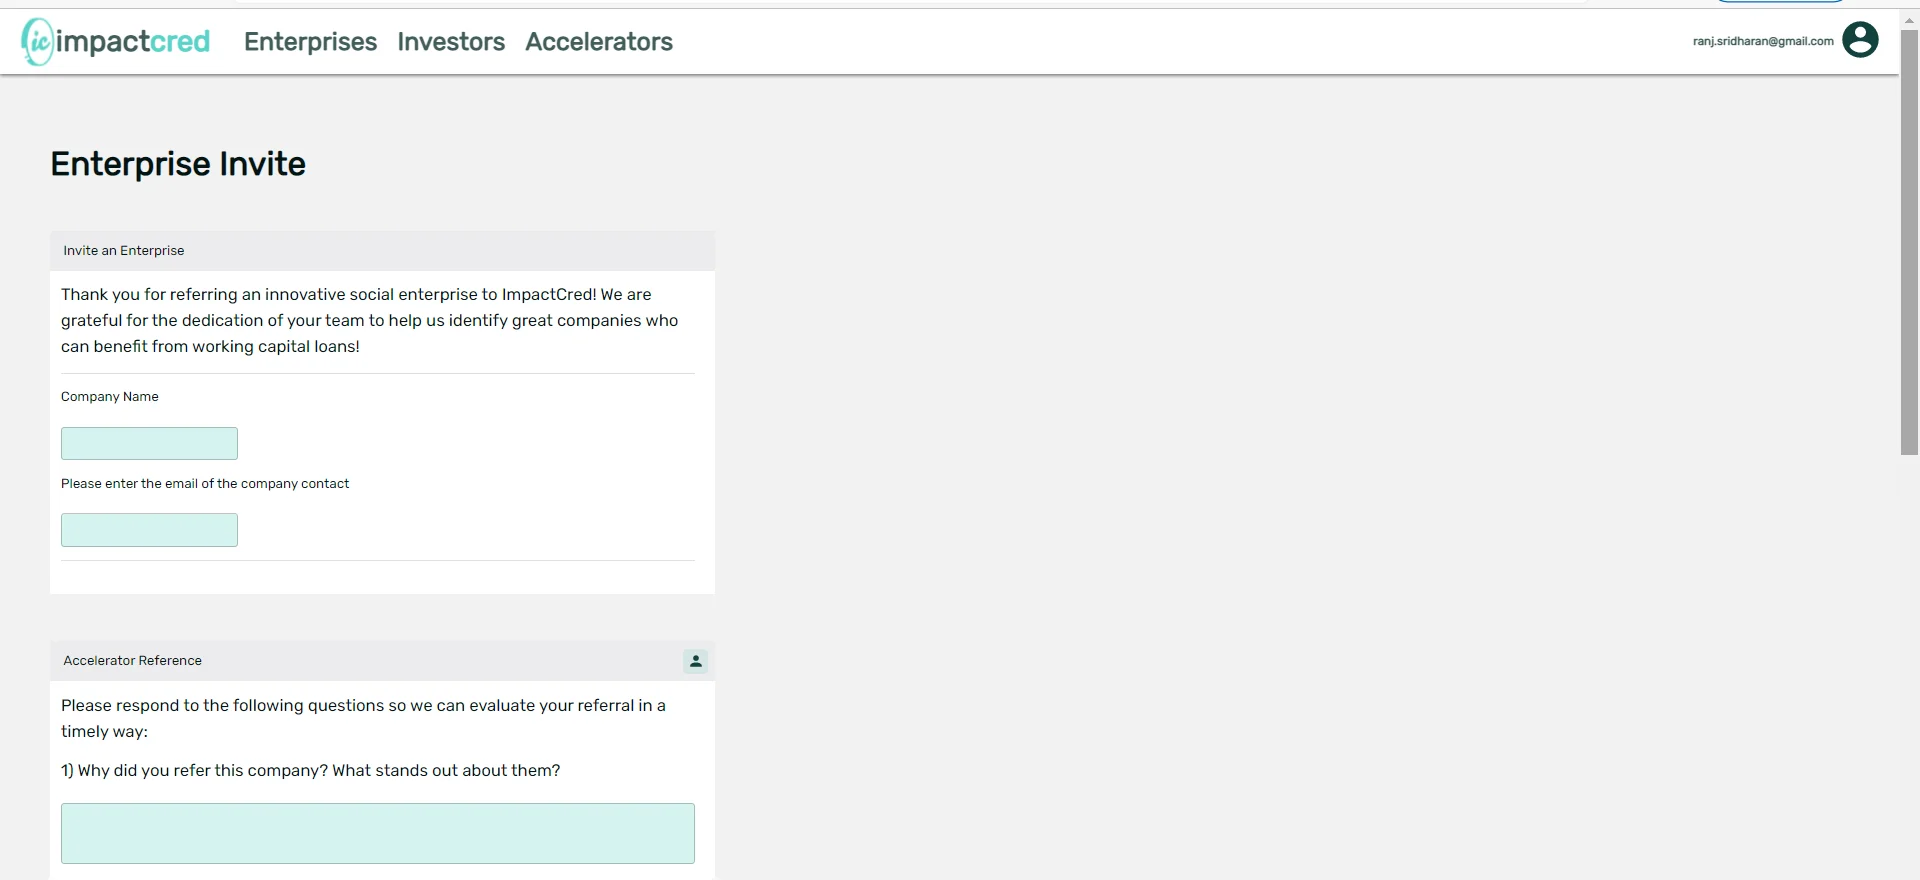 ic impactcred Enterprises Investors Accelerators ranj.sridharan@gmail.com
Enterprise Invite
Invite an Enterprise
Thank you for referring an innovative social enterprise to ImpactCred! We are
grateful for the dedication of your team to help us identify great companies who
can benefit from working capital loans!
Company Name
Please enter the email of the company contact
Accelerator Reference
Please respond to the following questions so we can evaluate your referral in a
timely way:
1) Why did you refer this company? What stands out about them?